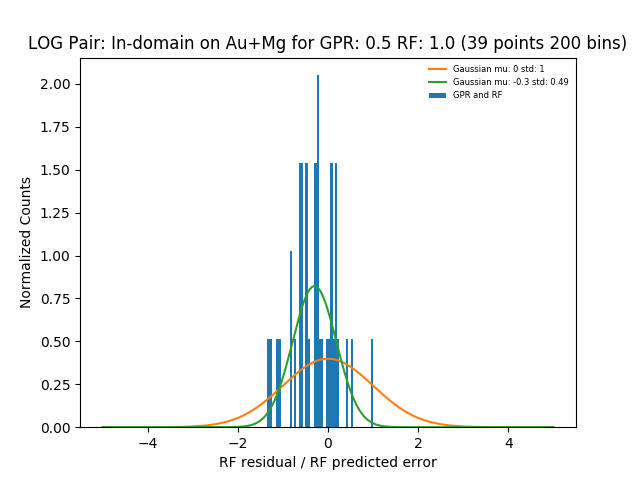 LOG Pair: In-domain on Au+Mg for GPR: 0.5 RF: 1.0 (39 points 200 bins)
Gaussian mu: 0 std: 1
Gaussian mu: -0.3 std: 0.49
GPR and RF
2.00
1.75
1.50
1.25
1.00
0.75
0.50
0.25
0.00
Normalized Counts
−4
−2
0
2
4
RF residual / RF predicted error